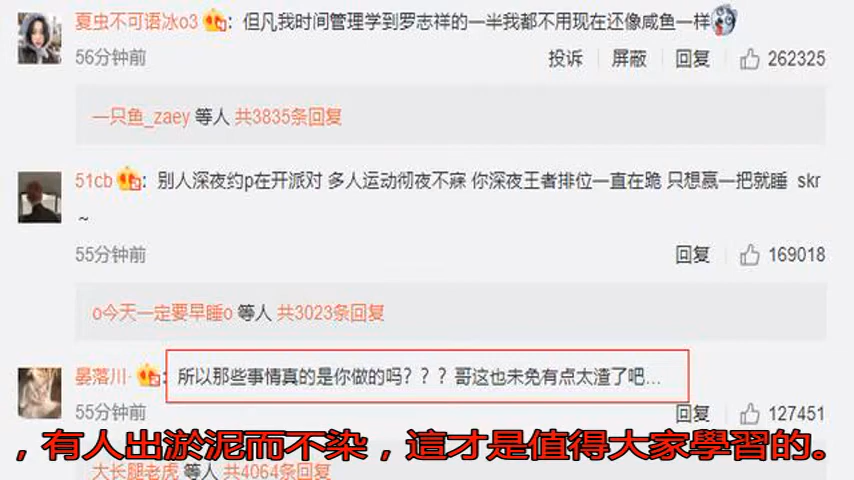 夏虫不可语冰o3：但凡我时间管理学到罗志祥的一半我都不用现在还像咸鱼一样
56分钟前 投诉 屏蔽 回复 262325
一只鱼_zaey 等人 共3835条回复
51cb：别人深夜约p在开派对 多人运动彻夜不寐 你深夜王者排位一直在跪 只想赢一把就睡 skr
~
55分钟前 回复 169018
o今天一定要早睡o 等人 共3023条回复
晏落川·：所以那些事情真的是你做的吗？？？哥这也未免有点太渣了吧...
55分钟前 回复 127451
，有人出淤泥而不染，這才是值得大家學習的。
大长腿老虎 等人 共4064条回复